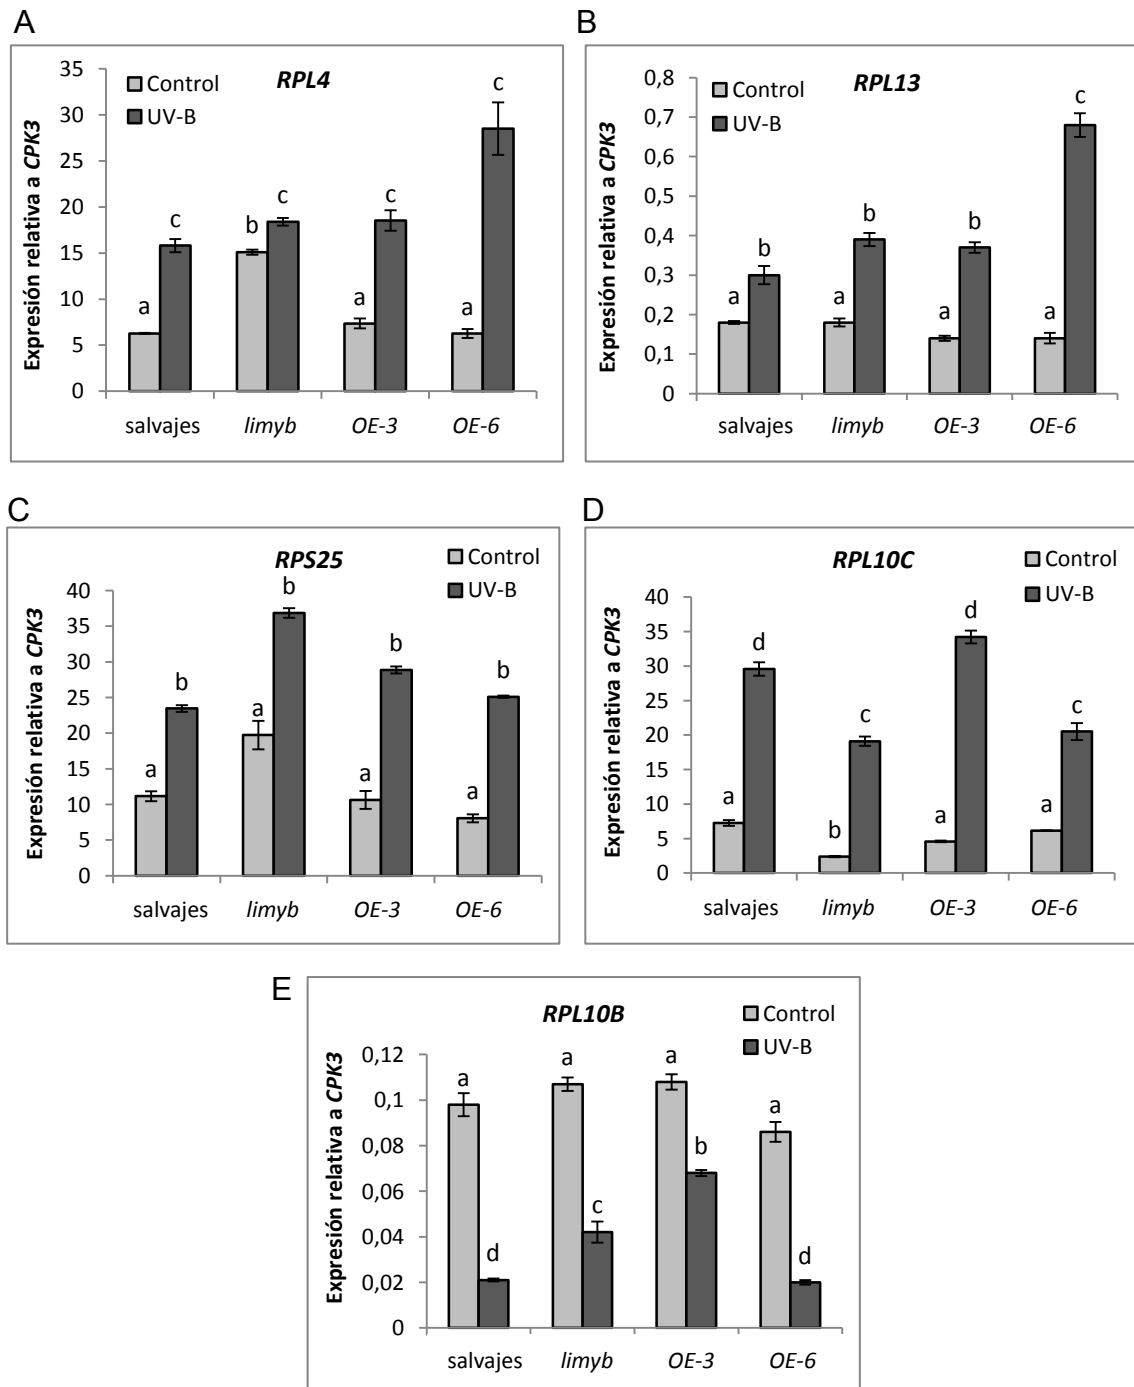 A
RPL4
Control
UV-B
Expresión relativa a CPK3
35
30
25
20
15
10
5
0
a
c
b
c
a
c
a
c
salvajes
limyb
OE-3
OE-6
B
RPL13
Control
UV-B
Expresión relativa a CPK3
0,8
0,7
0,6
0,5
0,4
0,3
0,2
0,1
0
a
b
a
b
a
b
a
c
salvajes
limyb
OE-3
OE-6
C
RPS25
Control
UV-B
Expresión relativa a CPK3
40
35
30
25
20
15
10
5
0
a
b
a
b
a
b
a
b
salvajes
limyb
OE-3
OE-6
D
RPL10C
Control
UV-B
Expresión relativa a CPK3
40
35
30
25
20
15
10
5
0
a
d
b
c
a
d
a
c
salvajes
limyb
OE-3
OE-6
E
RPL10B
Control
UV-B
Expresión relativa a CPK3
0,12
0,1
0,08
0,06
0,04
0,02
0
a
d
a
c
a
b
a
d
salvajes
limyb
OE-3
OE-6